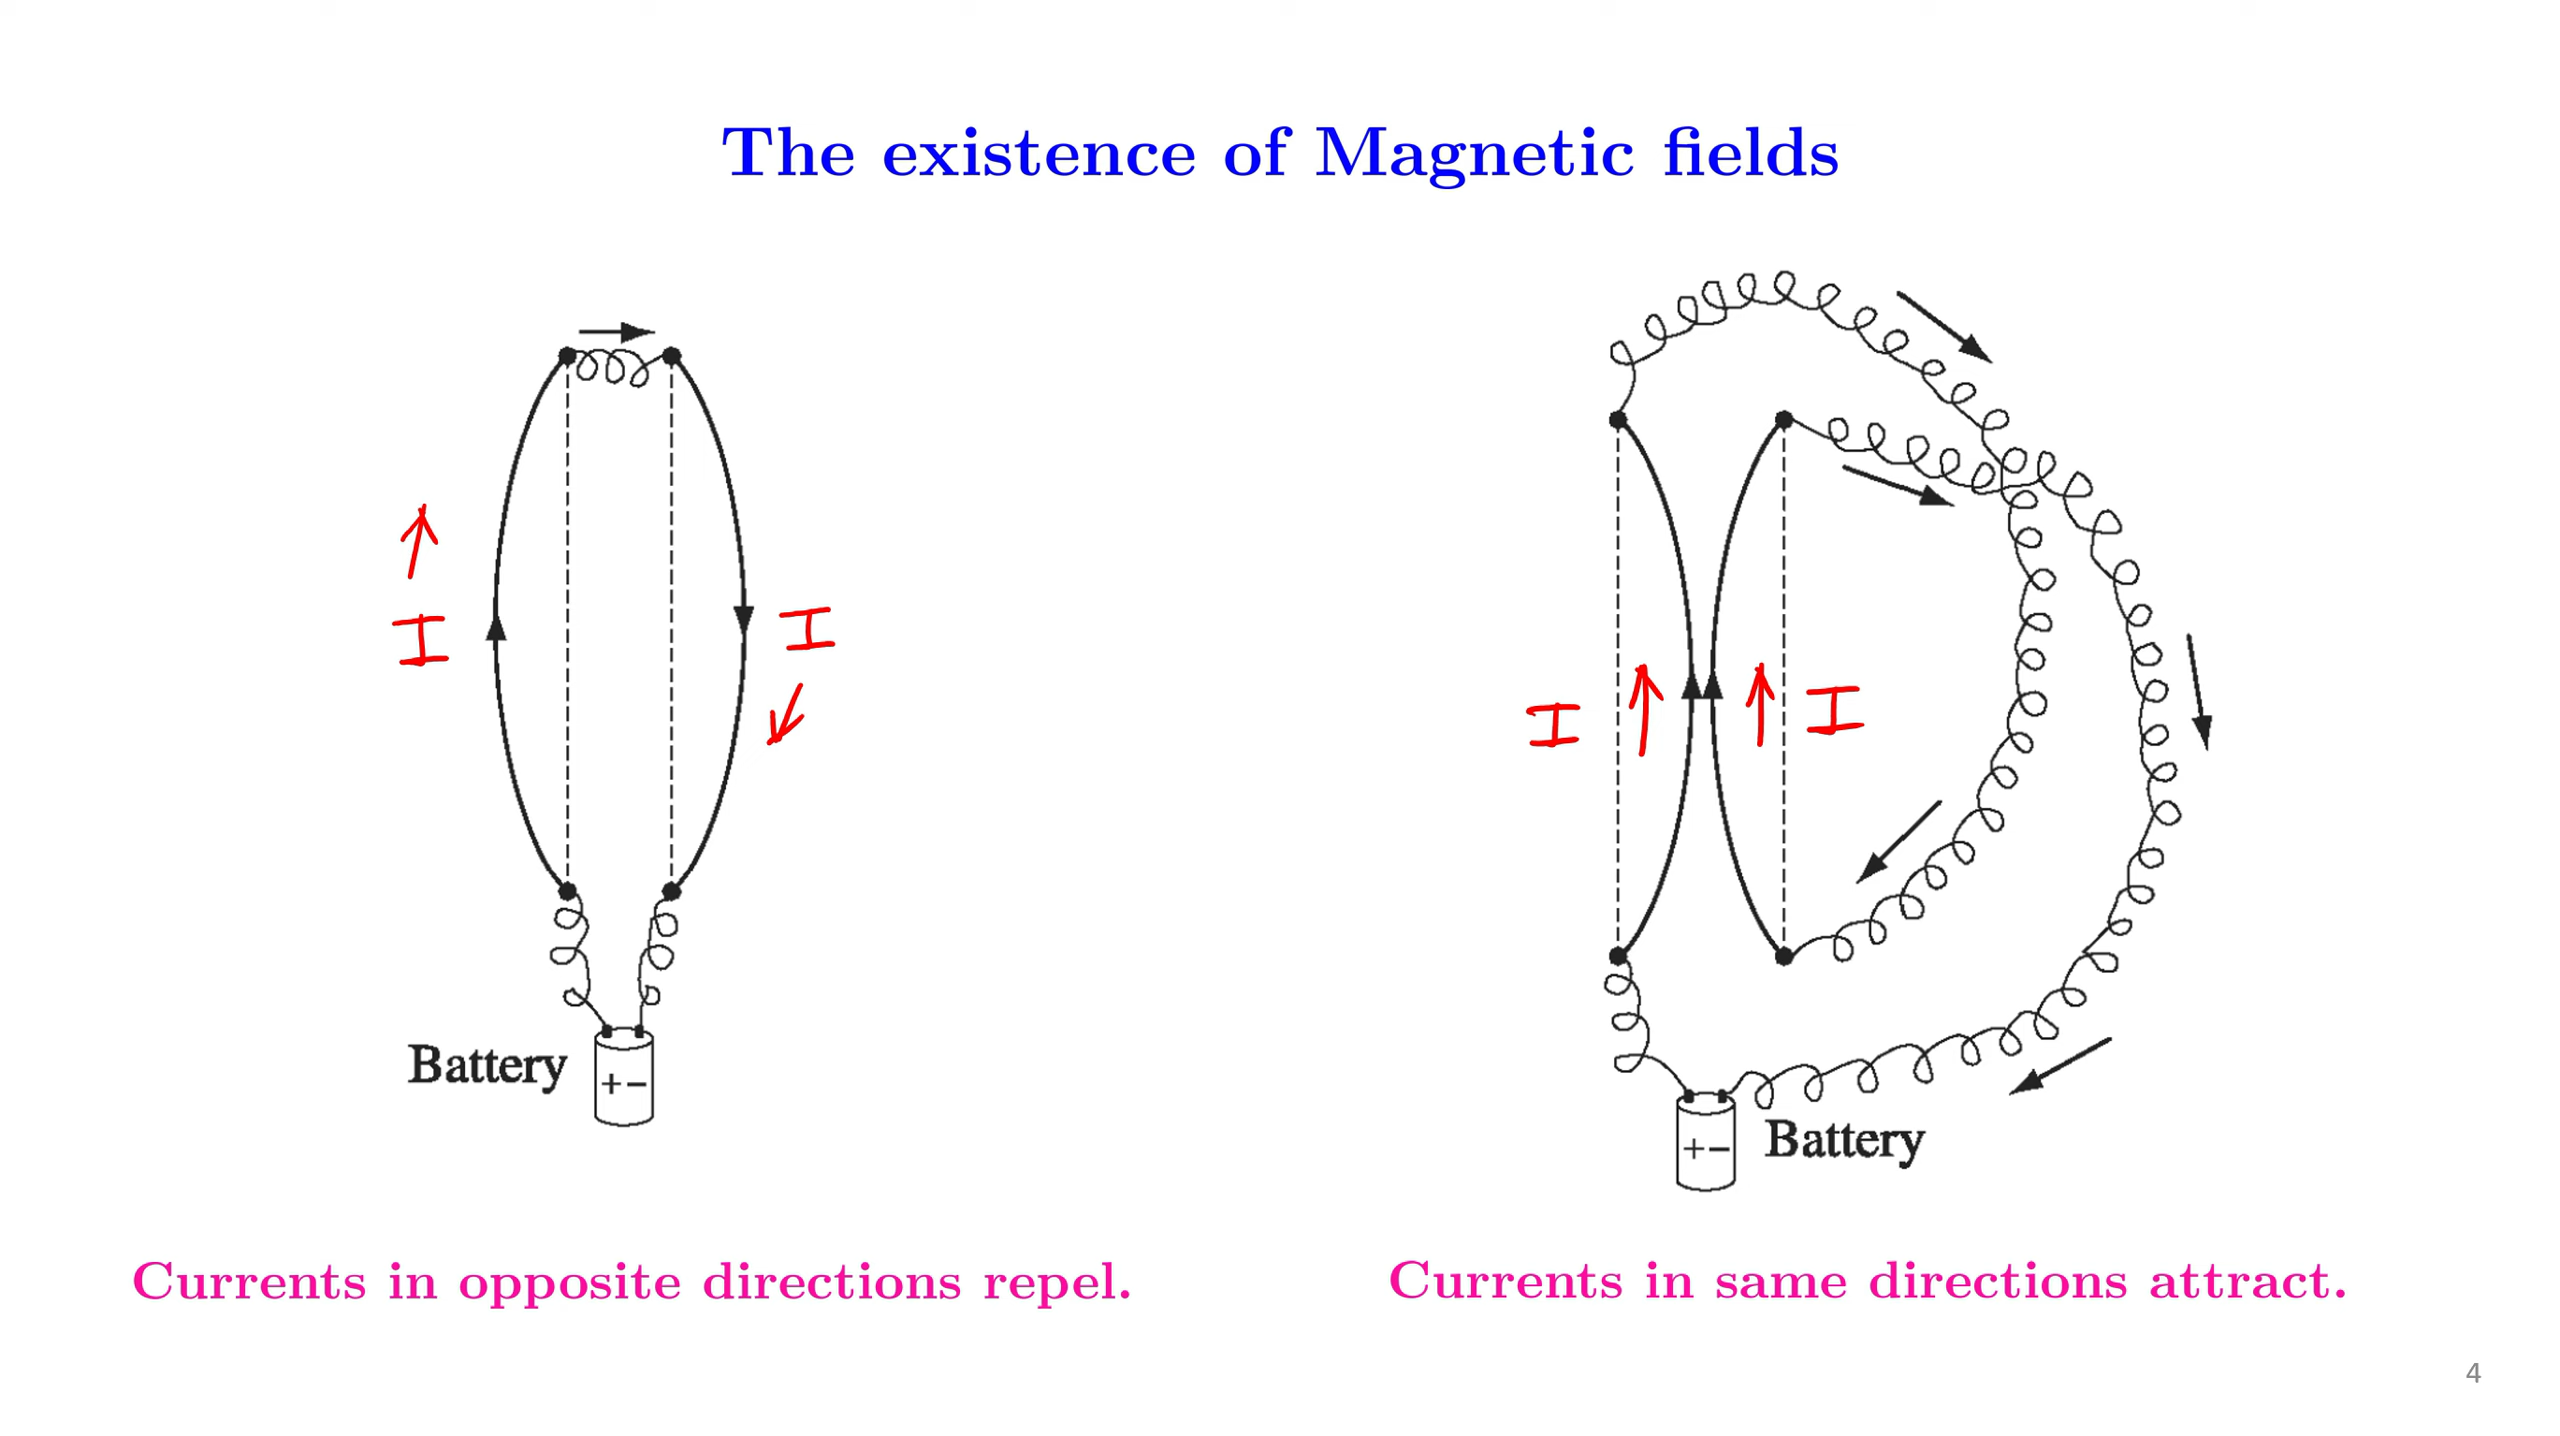 The existence of Magnetic fields
I
I
Battery
+ −
I
I
+ −
Battery
Currents in opposite directions repel.
Currents in same directions attract.
4